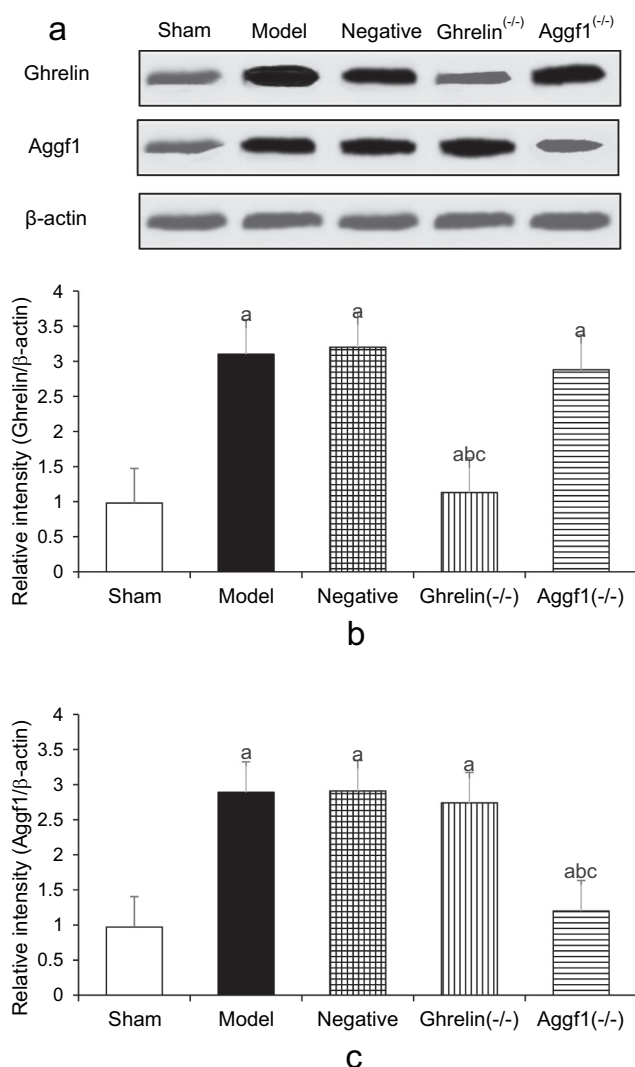 a
Sham Model Negative Ghrelin(-/-) Aggf1(-/-)
Ghrelin
Aggf1
β-actin
Relative intensity (Ghrelin/β-actin)
4
3.5
3
2.5
2
1.5
1
0.5
0
a a abc a
Sham Model Negative Ghrelin(-/-) Aggf1(-/-)
b
Relative intensity (Aggf1/β-actin)
4
3.5
3
2.5
2
1.5
1
0.5
0
a a a abc
Sham Model Negative Ghrelin(-/-) Aggf1(-/-)
c